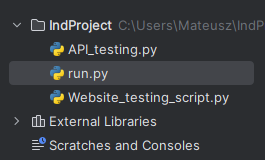 IndProject C:\Users\Mateusz\IndP
API_testing.py
run.py
Website_testing_script.py
External Libraries
Scratches and Consoles